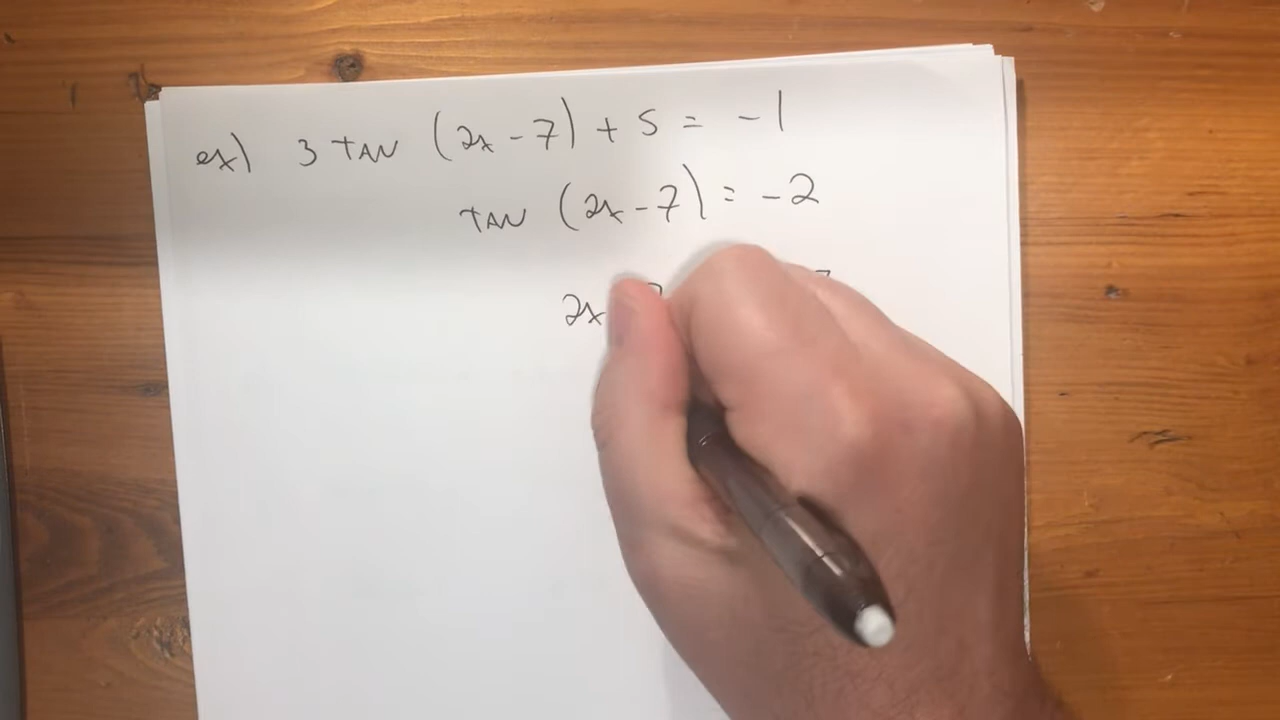 ex) 3 TAN (2x - 7) + 5 = -1
TAN (2x - 7) = -2
2x